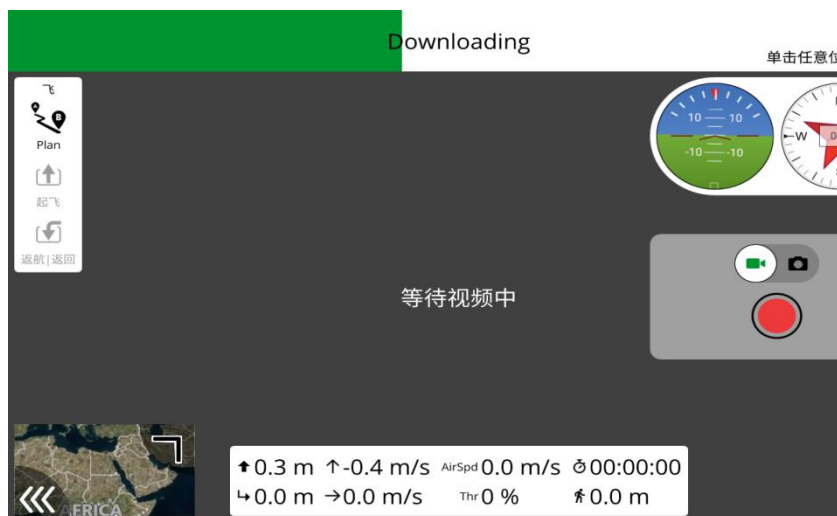 Downloading
单击任意位
飞
Plan
起飞
返航|返回
10 10
-10 -10
W
等待视频中
0.3 m -0.4 m/s AirSpd 0.0 m/s 00:00:00
0.0 m 0.0 m/s Thr 0 % 0.0 m
AFRICA